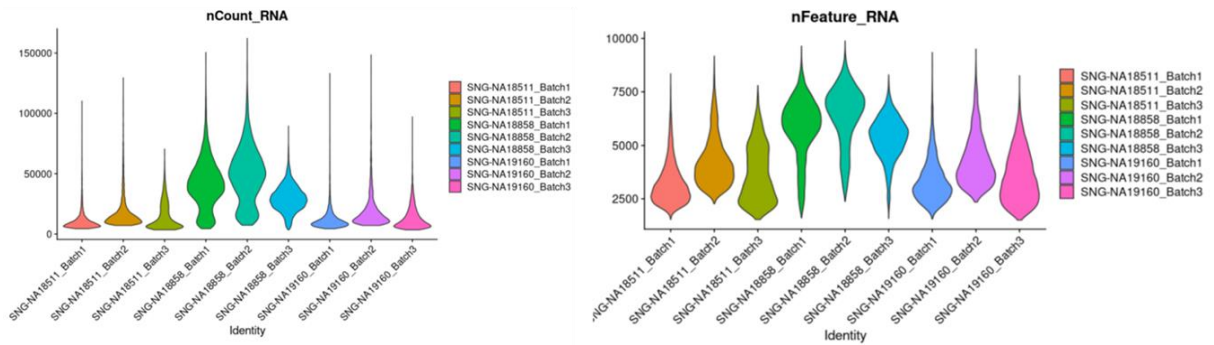 nCount_RNA
150000
100000
50000
0
SNG-NA18511_Batch1
SNG-NA18511_Batch2
SNG-NA18511_Batch3
SNG-NA18858_Batch1
SNG-NA18858_Batch2
SNG-NA18858_Batch3
SNG-NA19160_Batch1
SNG-NA19160_Batch2
SNG-NA19160_Batch3
Identity
SNG-NA18511_Batch1
SNG-NA18511_Batch2
SNG-NA18511_Batch3
SNG-NA18858_Batch1
SNG-NA18858_Batch2
SNG-NA18858_Batch3
SNG-NA19160_Batch1
SNG-NA19160_Batch2
SNG-NA19160_Batch3
nFeature_RNA
10000
7500
5000
2500
SNG-NA18511_Batch1
SNG-NA18511_Batch2
SNG-NA18511_Batch3
SNG-NA18858_Batch1
SNG-NA18858_Batch2
SNG-NA18858_Batch3
SNG-NA19160_Batch1
SNG-NA19160_Batch2
SNG-NA19160_Batch3
Identity
SNG-NA18511_Batch1
SNG-NA18511_Batch2
SNG-NA18511_Batch3
SNG-NA18858_Batch1
SNG-NA18858_Batch2
SNG-NA18858_Batch3
SNG-NA19160_Batch1
SNG-NA19160_Batch2
SNG-NA19160_Batch3